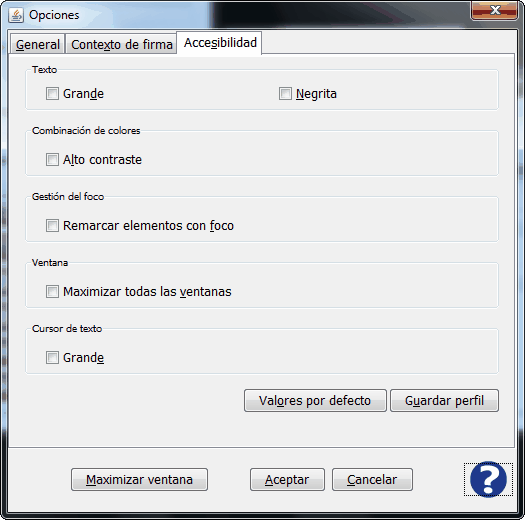 Opciones
General Contexto de firma Accesibilidad
Texto
Grande Negrita
Combinación de colores
Alto contraste
Gestión del foco
Remarcar elementos con foco
Ventana
Maximizar todas las ventanas
Cursor de texto
Grande
Valores por defecto Guardar perfil
Maximizar ventana Aceptar Cancelar ?